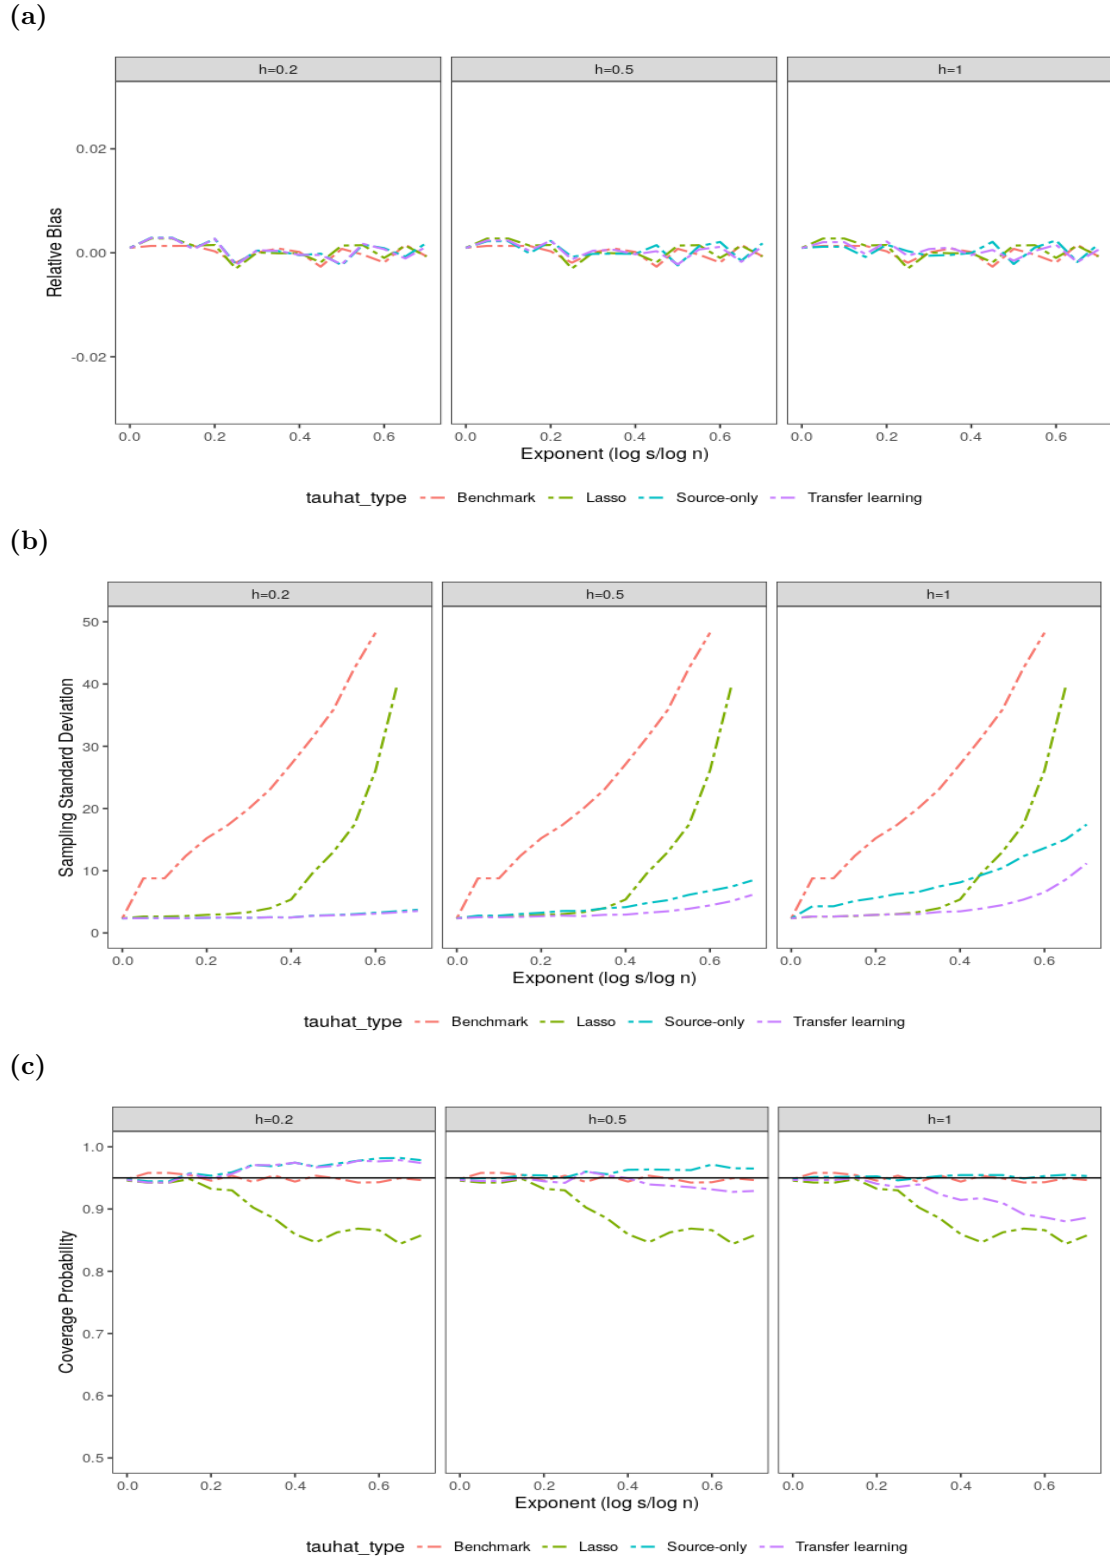 (a)
h=0.2 h=0.5 h=1
Relative Bias
0.02
0.00
-0.02
0.0 0.2 0.4 0.6 0.0 0.2 0.4 0.6 0.0 0.2 0.4 0.6
Exponent (log s/log n)
tauhat_type Benchmark Lasso Source-only Transfer learning
(b)
h=0.2 h=0.5 h=1
Sampling Standard Deviation
50
40
30
20
10
0
0.0 0.2 0.4 0.6 0.0 0.2 0.4 0.6 0.0 0.2 0.4 0.6
Exponent (log s/log n)
tauhat_type Benchmark Lasso Source-only Transfer learning
(c)
h=0.2 h=0.5 h=1
Coverage Probability
1.0
0.9
0.8
0.7
0.6
0.5
0.0 0.2 0.4 0.6 0.0 0.2 0.4 0.6 0.0 0.2 0.4 0.6
Exponent (log s/log n)
tauhat_type Benchmark Lasso Source-only Transfer learning